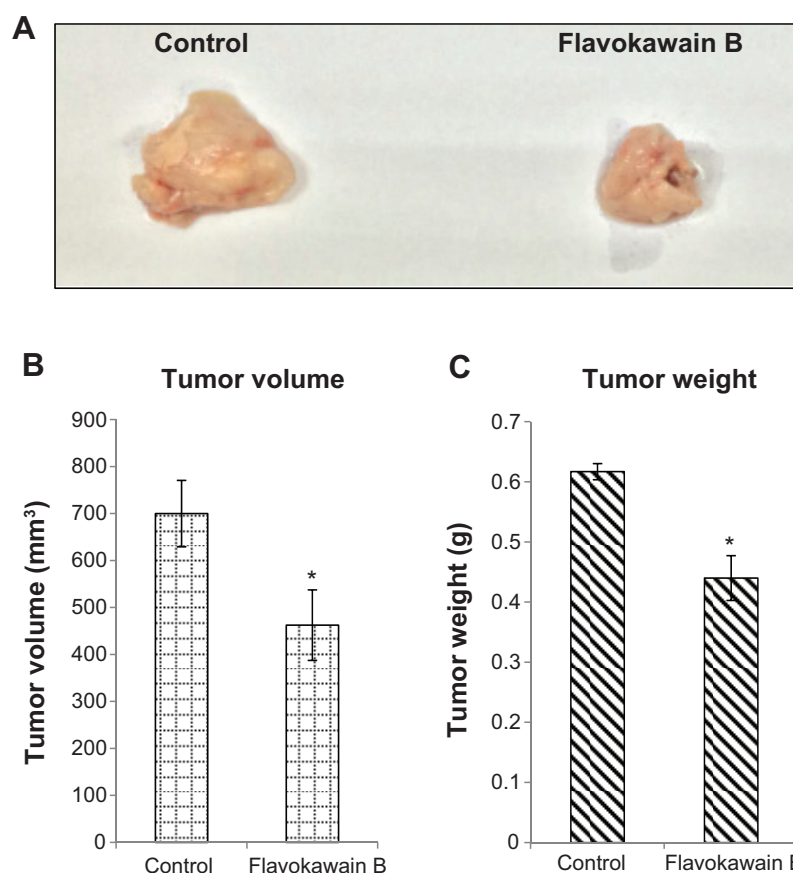 A
Control Flavokawain B
B
Tumor volume
Tumor volume (mm³)
900
800
700
600
500
400
300
200
100
0
*
Control Flavokawain B
C
Tumor weight
Tumor weight (g)
0.7
0.6
0.5
0.4
0.3
0.2
0.1
0
*
Control Flavokawain B